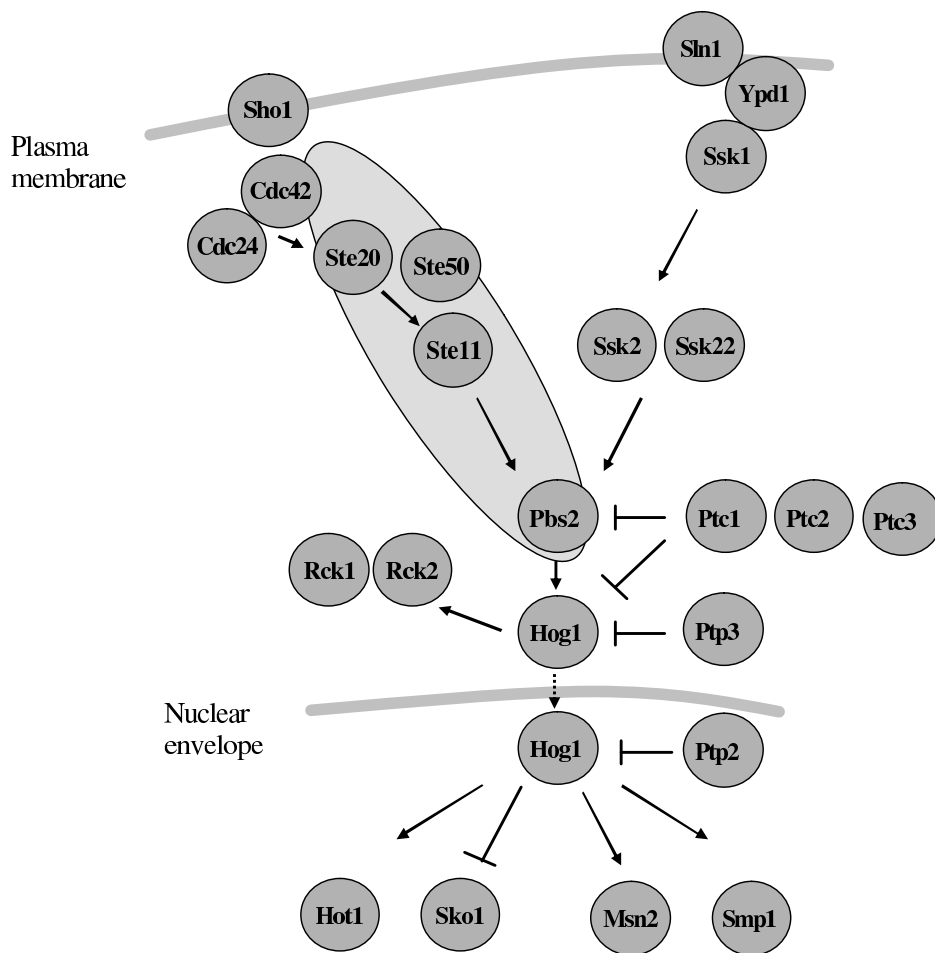 Sln1
Ypd1
Sho1
Plasma
membrane
Ssk1
Cdc42
Cdc24
Ste20
Ste50
Ste11
Ssk2
Ssk22
Pbs2
Ptc1
Ptc2
Ptc3
Rck1
Rck2
Hog1
Ptp3
Nuclear
envelope
Hog1
Ptp2
Hot1
Sko1
Msn2
Smp1